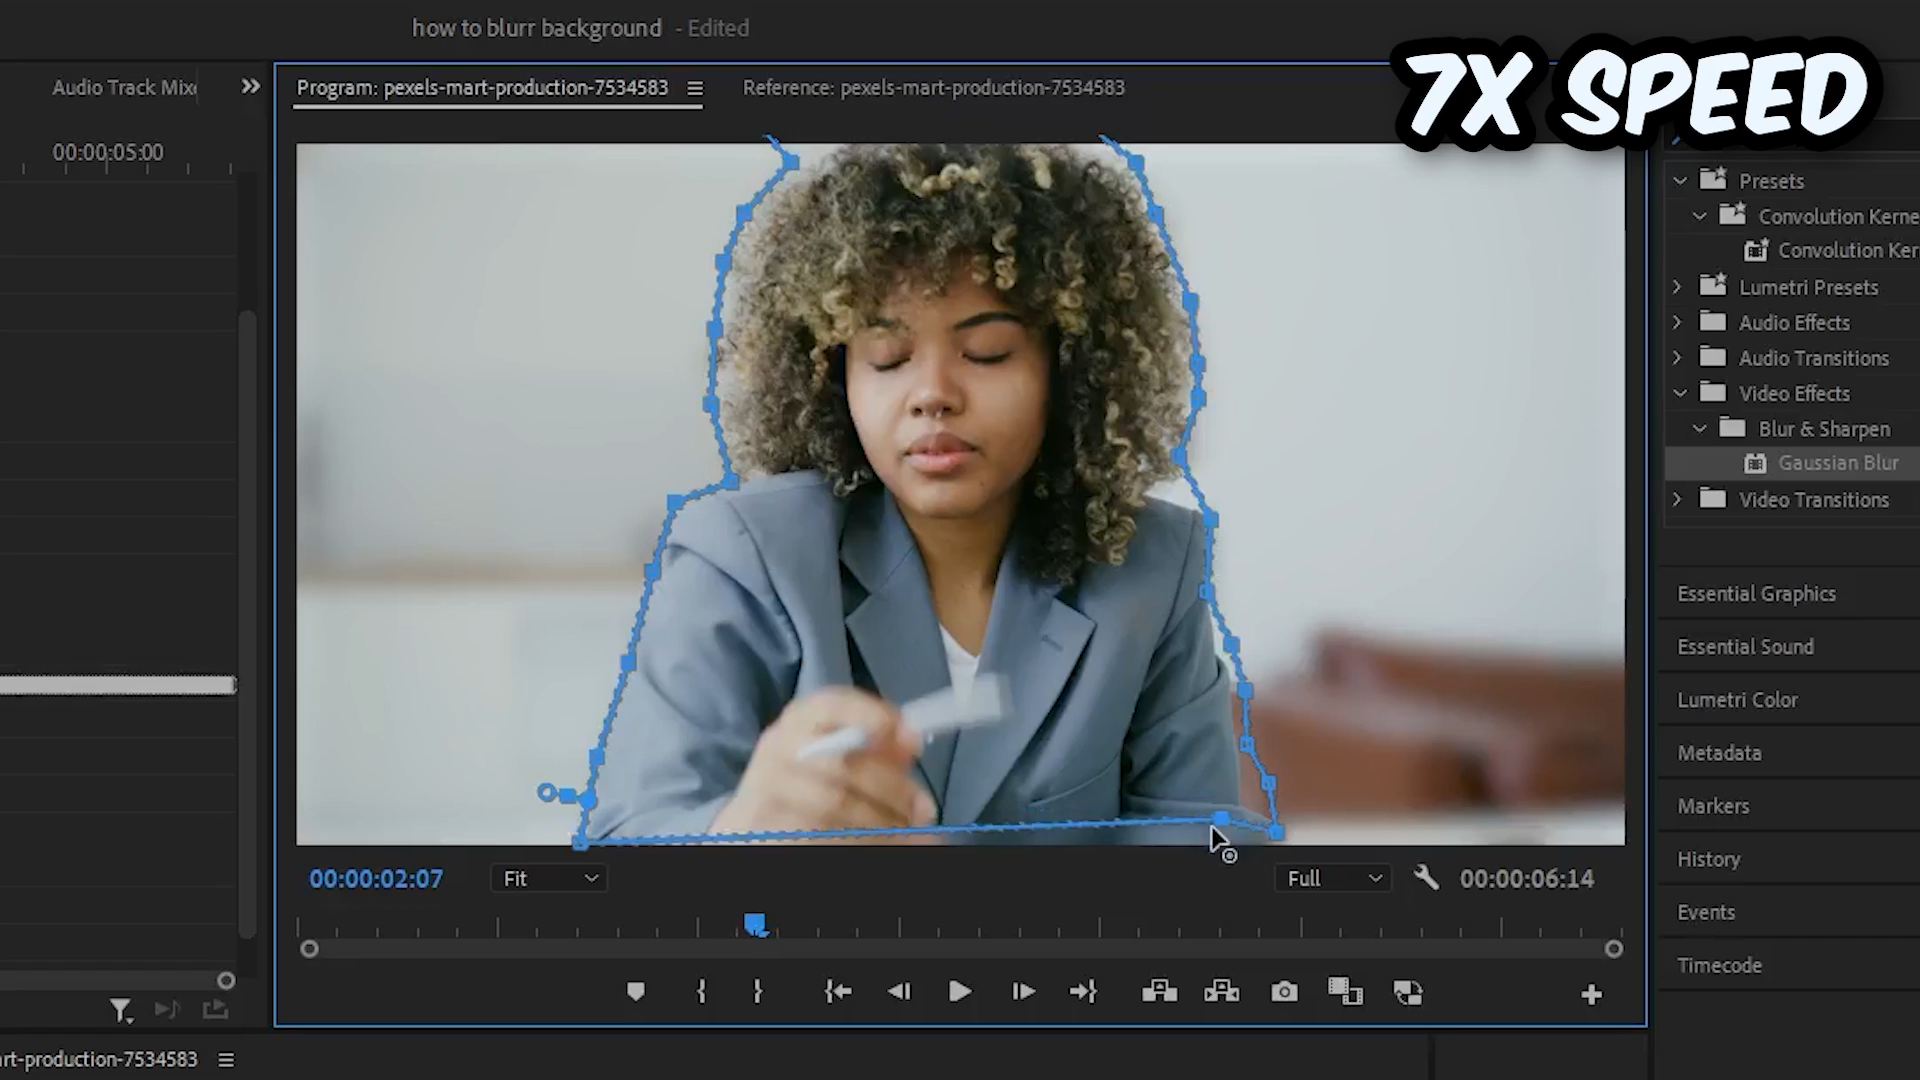 how to blurr background - Edited
7X SPEED
Audio Track Mix
Program: pexels-mart-production-7534583
Reference: pexels-mart-production-7534583
00:00:05:00
Presets
Convolution Kerne
Convolution Ker
Lumetri Presets
Audio Effects
Audio Transitions
Video Effects
Blur & Sharpen
Gaussian Blur
Video Transitions
Essential Graphics
Essential Sound
Lumetri Color
Metadata
Markers
History
Events
Timecode
00:00:02:07
Fit
Full
00:00:06:14
rt-production-7534583